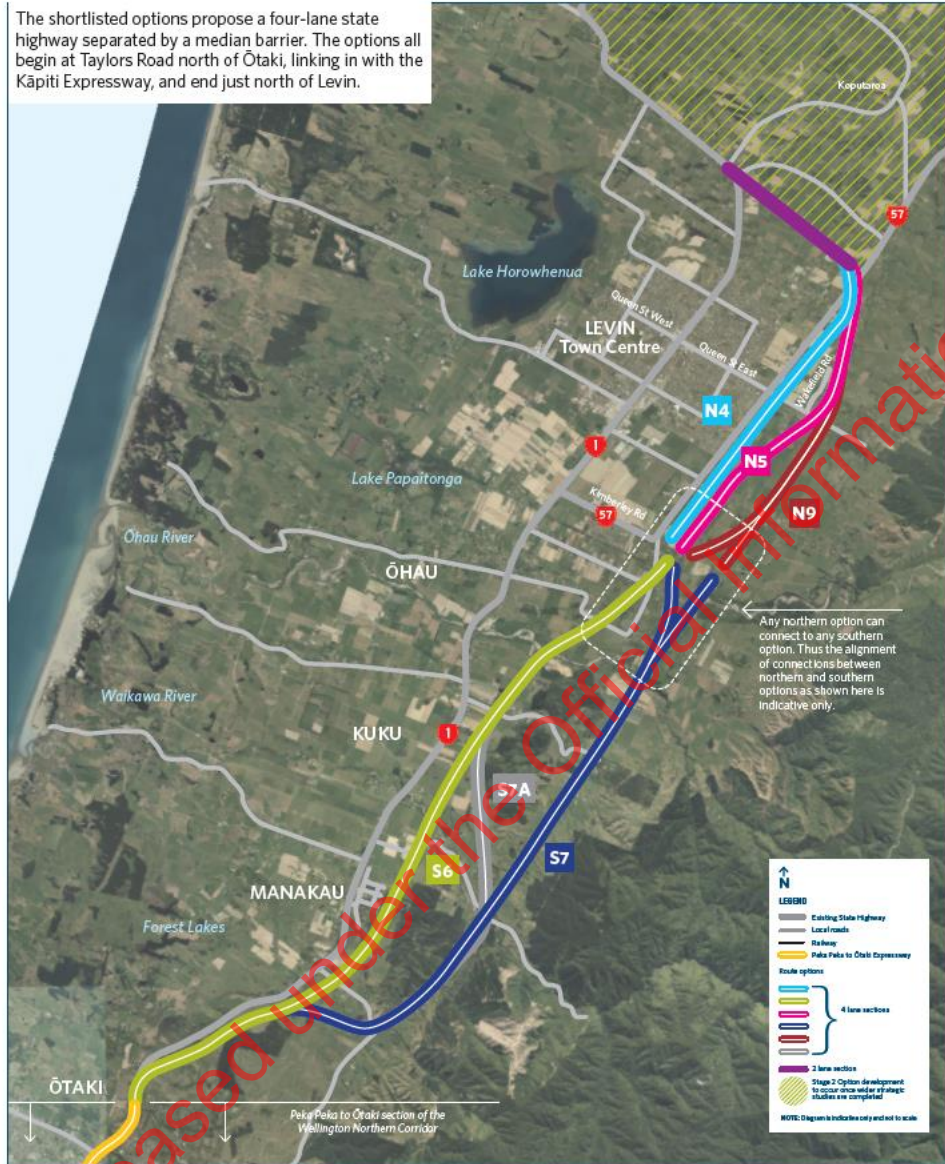 The shortlisted options propose a four-lane state
highway separated by a median barrier. The options all
begin at Taylors Road north of Ōtaki, linking in with the
Kāpiti Expressway, and end just north of Levin.
Koputaroa
57
Lake Horowhenua
Queen St West
LEVIN
Town Centre
Queen St East
Wakefield Rd
N4
1
N5
Lake Papaitonga
Kimberley Rd
57
N9
Ōhau River
ŌHAU
Any northern option can
connect to any southern
option. Thus the alignment
of connections between
northern and southern
options as shown here is
indicative only.
Waikawa River
KUKU
1
S7A
S7
S6
MANAKAU
Forest Lakes
N
LEGEND
Existing State Highway
Local roads
Railway
Peka Peka to Ōtaki Expressway
Route options
4 lane sections
2 lane section
Stage 2 Option development
to occur once wider strategic
studies are completed
NOTE: Diagram is indicative only and not to scale
ŌTAKI
Peka Peka to Ōtaki section of the
Wellington Northern Corridor
ased under the Official Informatio